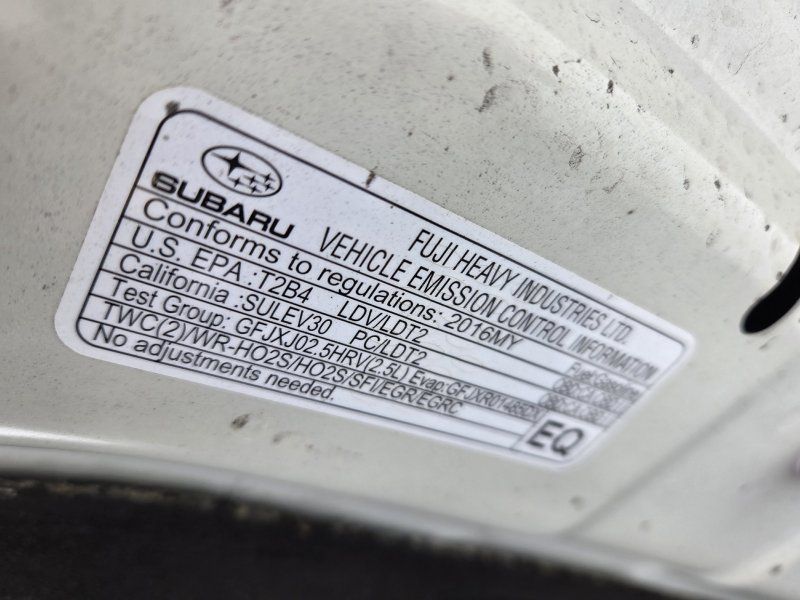 SUBARU
FUJI HEAVY INDUSTRIES LTD.
VEHICLE EMISSION CONTROL INFORMATION
Conforms to regulations: 2016MY
Fuel: Gasoline
U.S. EPA :T2B4 LDV/LDT2
California :SULEV30 PC/LDT2
Test Group: GFJXJ02.5HRV(2.5L) Evap:
TWC(2)/WR-HO2S/HO2S/SFI/EGR/EGRC
No adjustments needed.
EQ